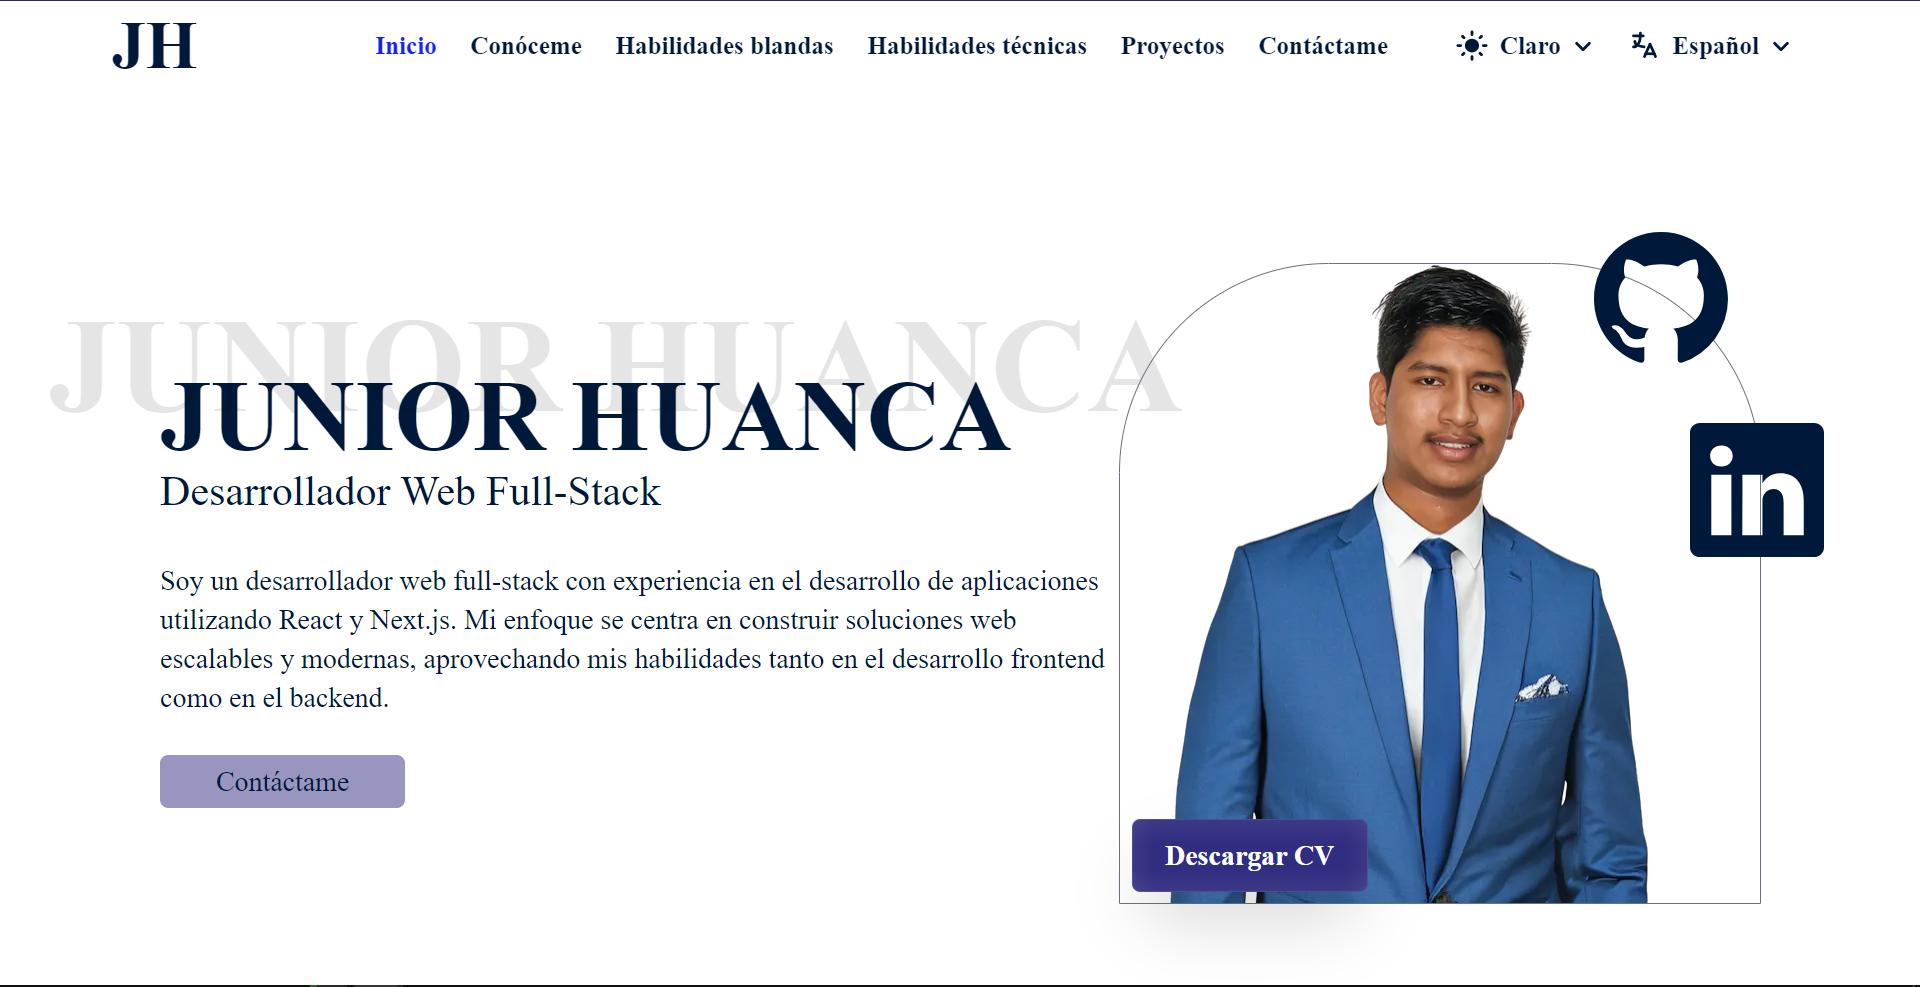 JH
Inicio Conóceme Habilidades blandas Habilidades técnicas Proyectos Contáctame Claro Español
JUNIOR HUANCA
JUNIOR HUANCA
Desarrollador Web Full-Stack
Soy un desarrollador web full-stack con experiencia en el desarrollo de aplicaciones
utilizando React y Next.js. Mi enfoque se centra en construir soluciones web
escalables y modernas, aprovechando mis habilidades tanto en el desarrollo frontend
como en el backend.
Contáctame
in
Descargar CV